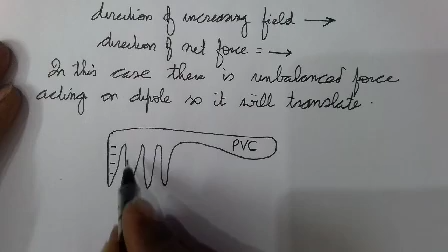 direction of increasing field →
direction of net force = →
In this case there is unbalanced force
acting on dipole so it will translate.
PVC